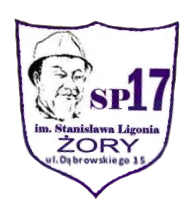 SP17
im. Stanisława Ligonia
ŻORY
ul. Dąbrowskiego 15